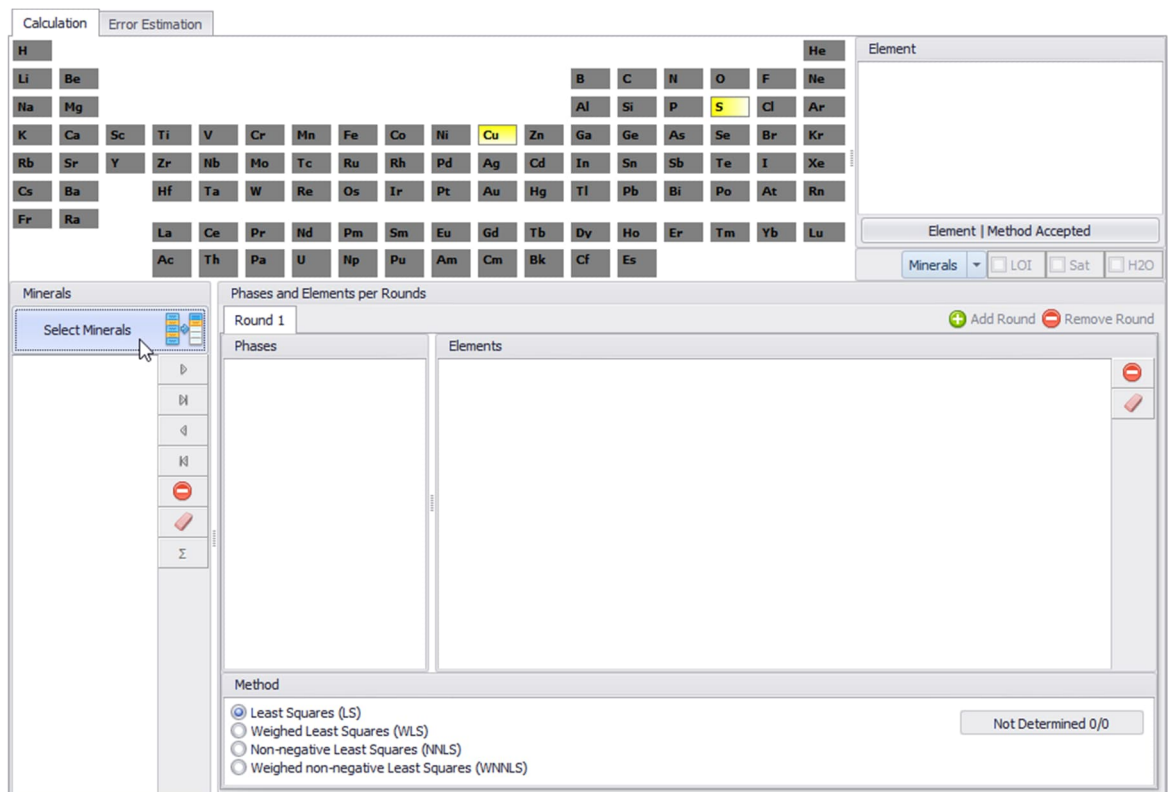 Calculation Error Estimation
H He
Li Be B C N O F Ne
Na Mg Al Si P S Cl Ar
K Ca Sc Ti V Cr Mn Fe Co Ni Cu Zn Ga Ge As Se Br Kr
Rb Sr Y Zr Nb Mo Tc Ru Rh Pd Ag Cd In Sn Sb Te I Xe
Cs Ba Hf Ta W Re Os Ir Pt Au Hg Tl Pb Bi Po At Rn
Fr Ra
La Ce Pr Nd Pm Sm Eu Gd Tb Dy Ho Er Tm Yb Lu
Ac Th Pa U Np Pu Am Cm Bk Cf Es
Element
Element | Method Accepted
Minerals LOI Sat H2O
Minerals
Select Minerals
Σ
Phases and Elements per Rounds
Round 1 Add Round Remove Round
Phases Elements
Method
Least Squares (LS)
Weighed Least Squares (WLS)
Non-negative Least Squares (NNLS)
Weighed non-negative Least Squares (WNNLS)
Not Determined 0/0